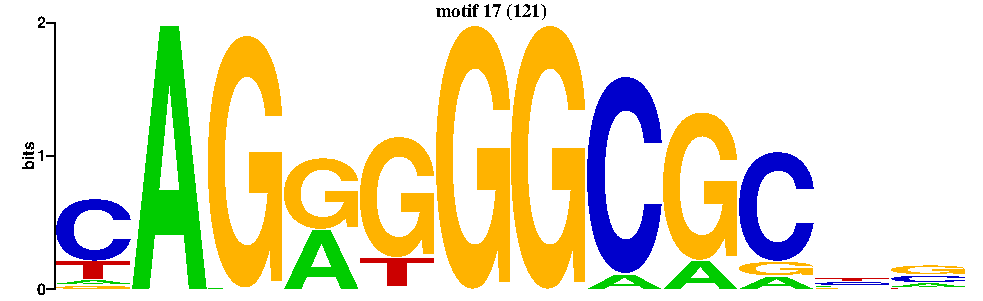 motif 17 (121)
bits
2
1
0
C A G G G G G C G C G G
T A T A A G T C
A A C A
G